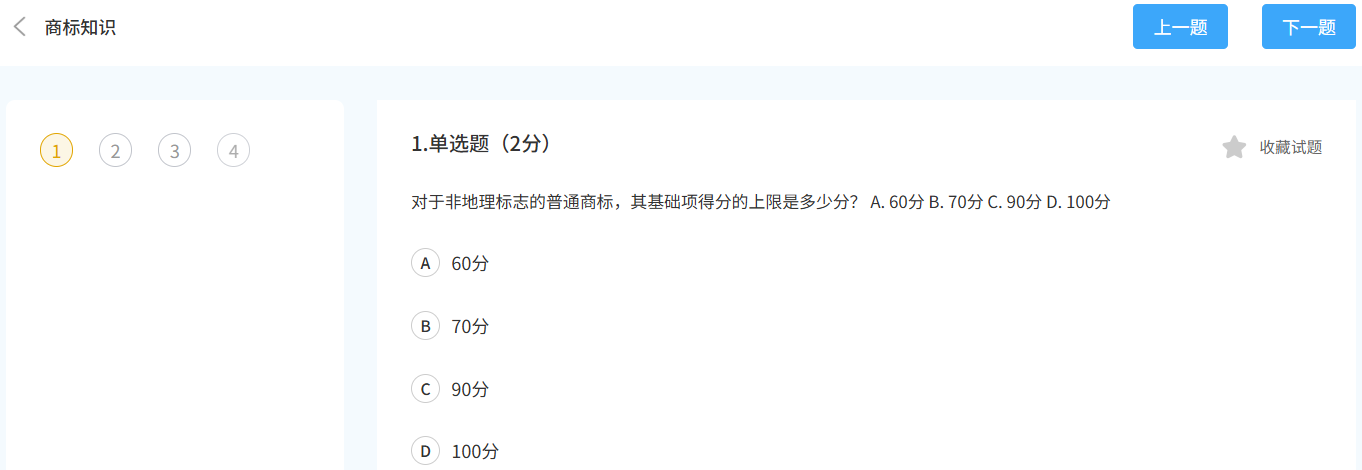 商标知识
上一题
下一题
1
2
3
4
1.单选题（2分）
收藏试题
对于非地理标志的普通商标，其基础项得分的上限是多少分？ A. 60分 B. 70分 C. 90分 D. 100分
A 60分
B 70分
C 90分
D 100分